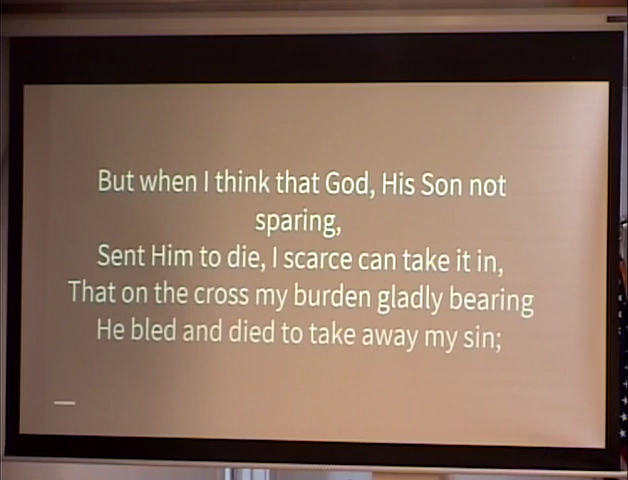 But when I think that God, His Son not
sparing,
Sent Him to die, I scarce can take it in,
That on the cross my burden gladly bearing
He bled and died to take away my sin;